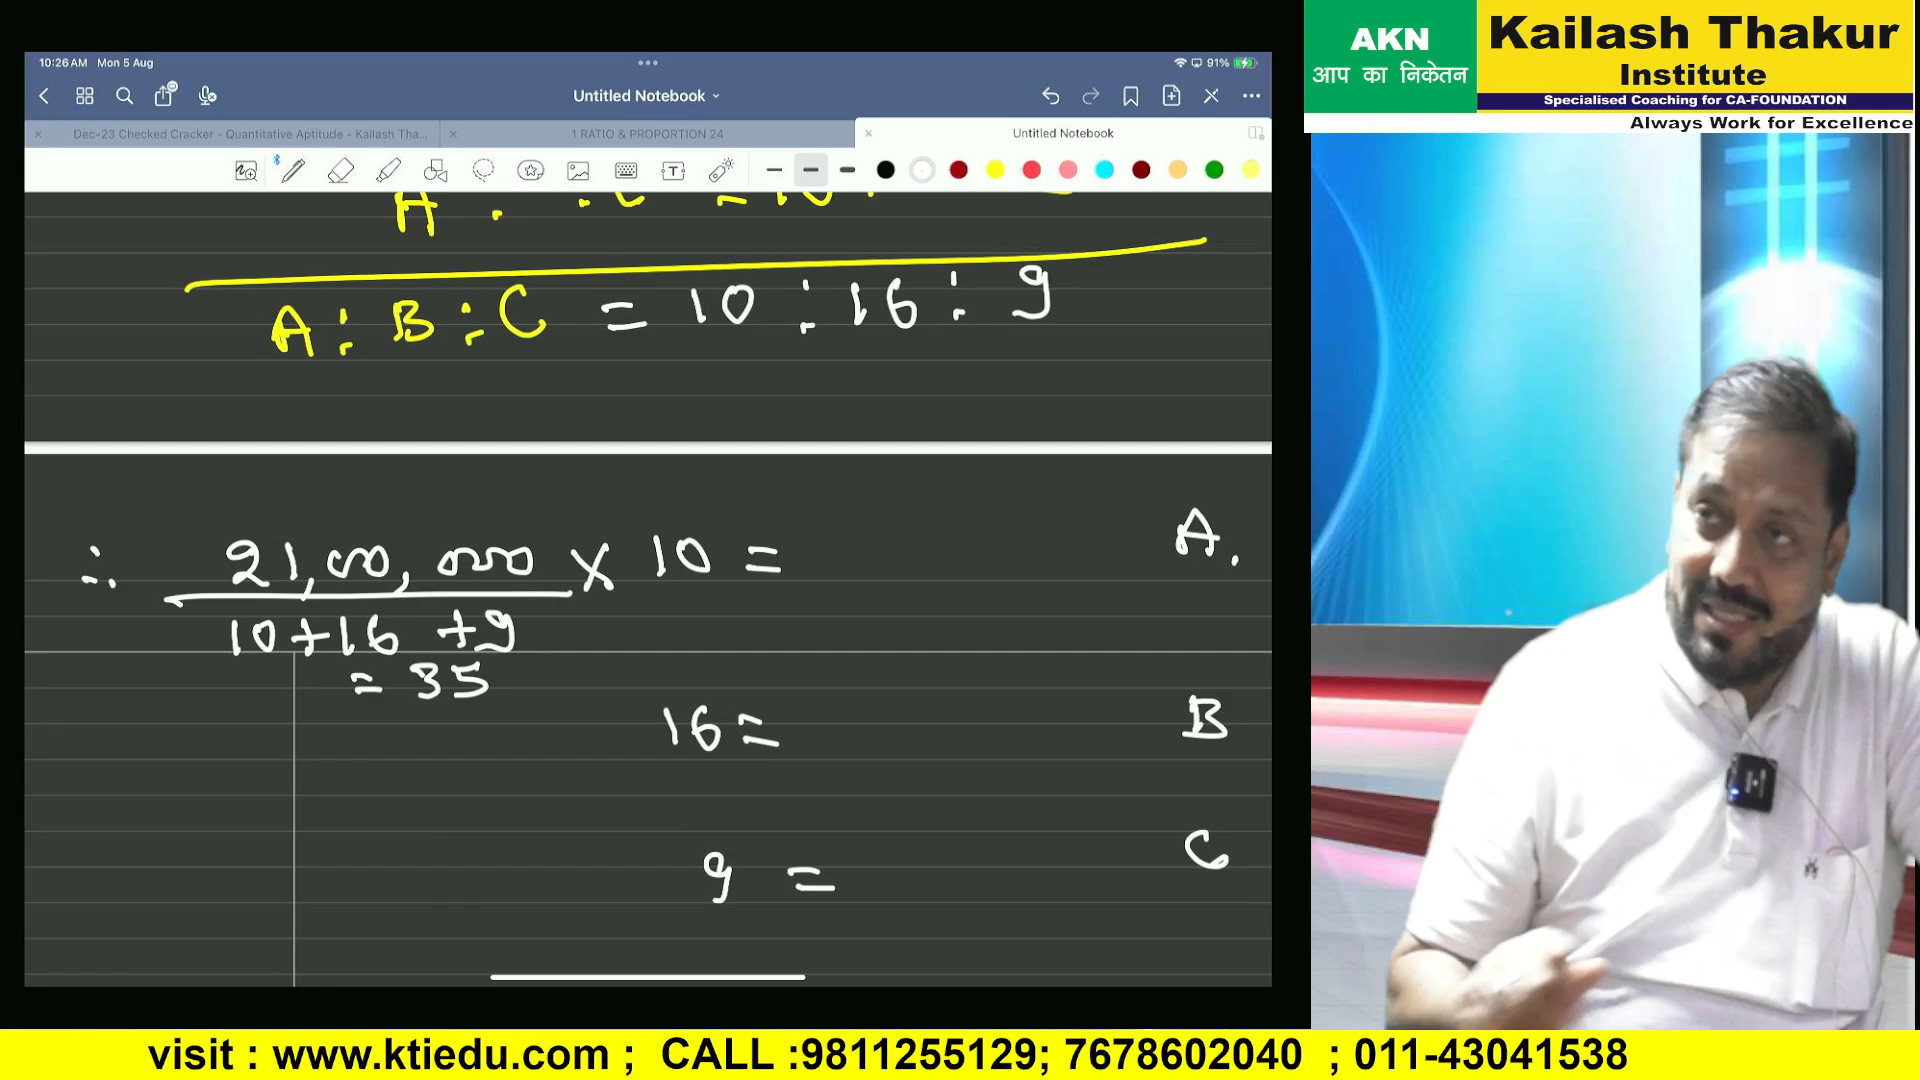 10:26 AM Mon 5 Aug
91%
Untitled Notebook
Dec-23 Checked Cracker - Quantitative Aptitude - Kailash Tha...
1 RATIO & PROPORTION 24
Untitled Notebook
A : B : C = 10 : 16 : 9
∴ 21,00,000 × 10 = A.
10+16 +9
= 35
16 = B
9 = C
AKN
आप का निकेतन
Kailash Thakur
Institute
Specialised Coaching for CA-FOUNDATION
Always Work for Excellence
visit : www.ktiedu.com ; CALL :9811255129; 7678602040 ; 011-43041538